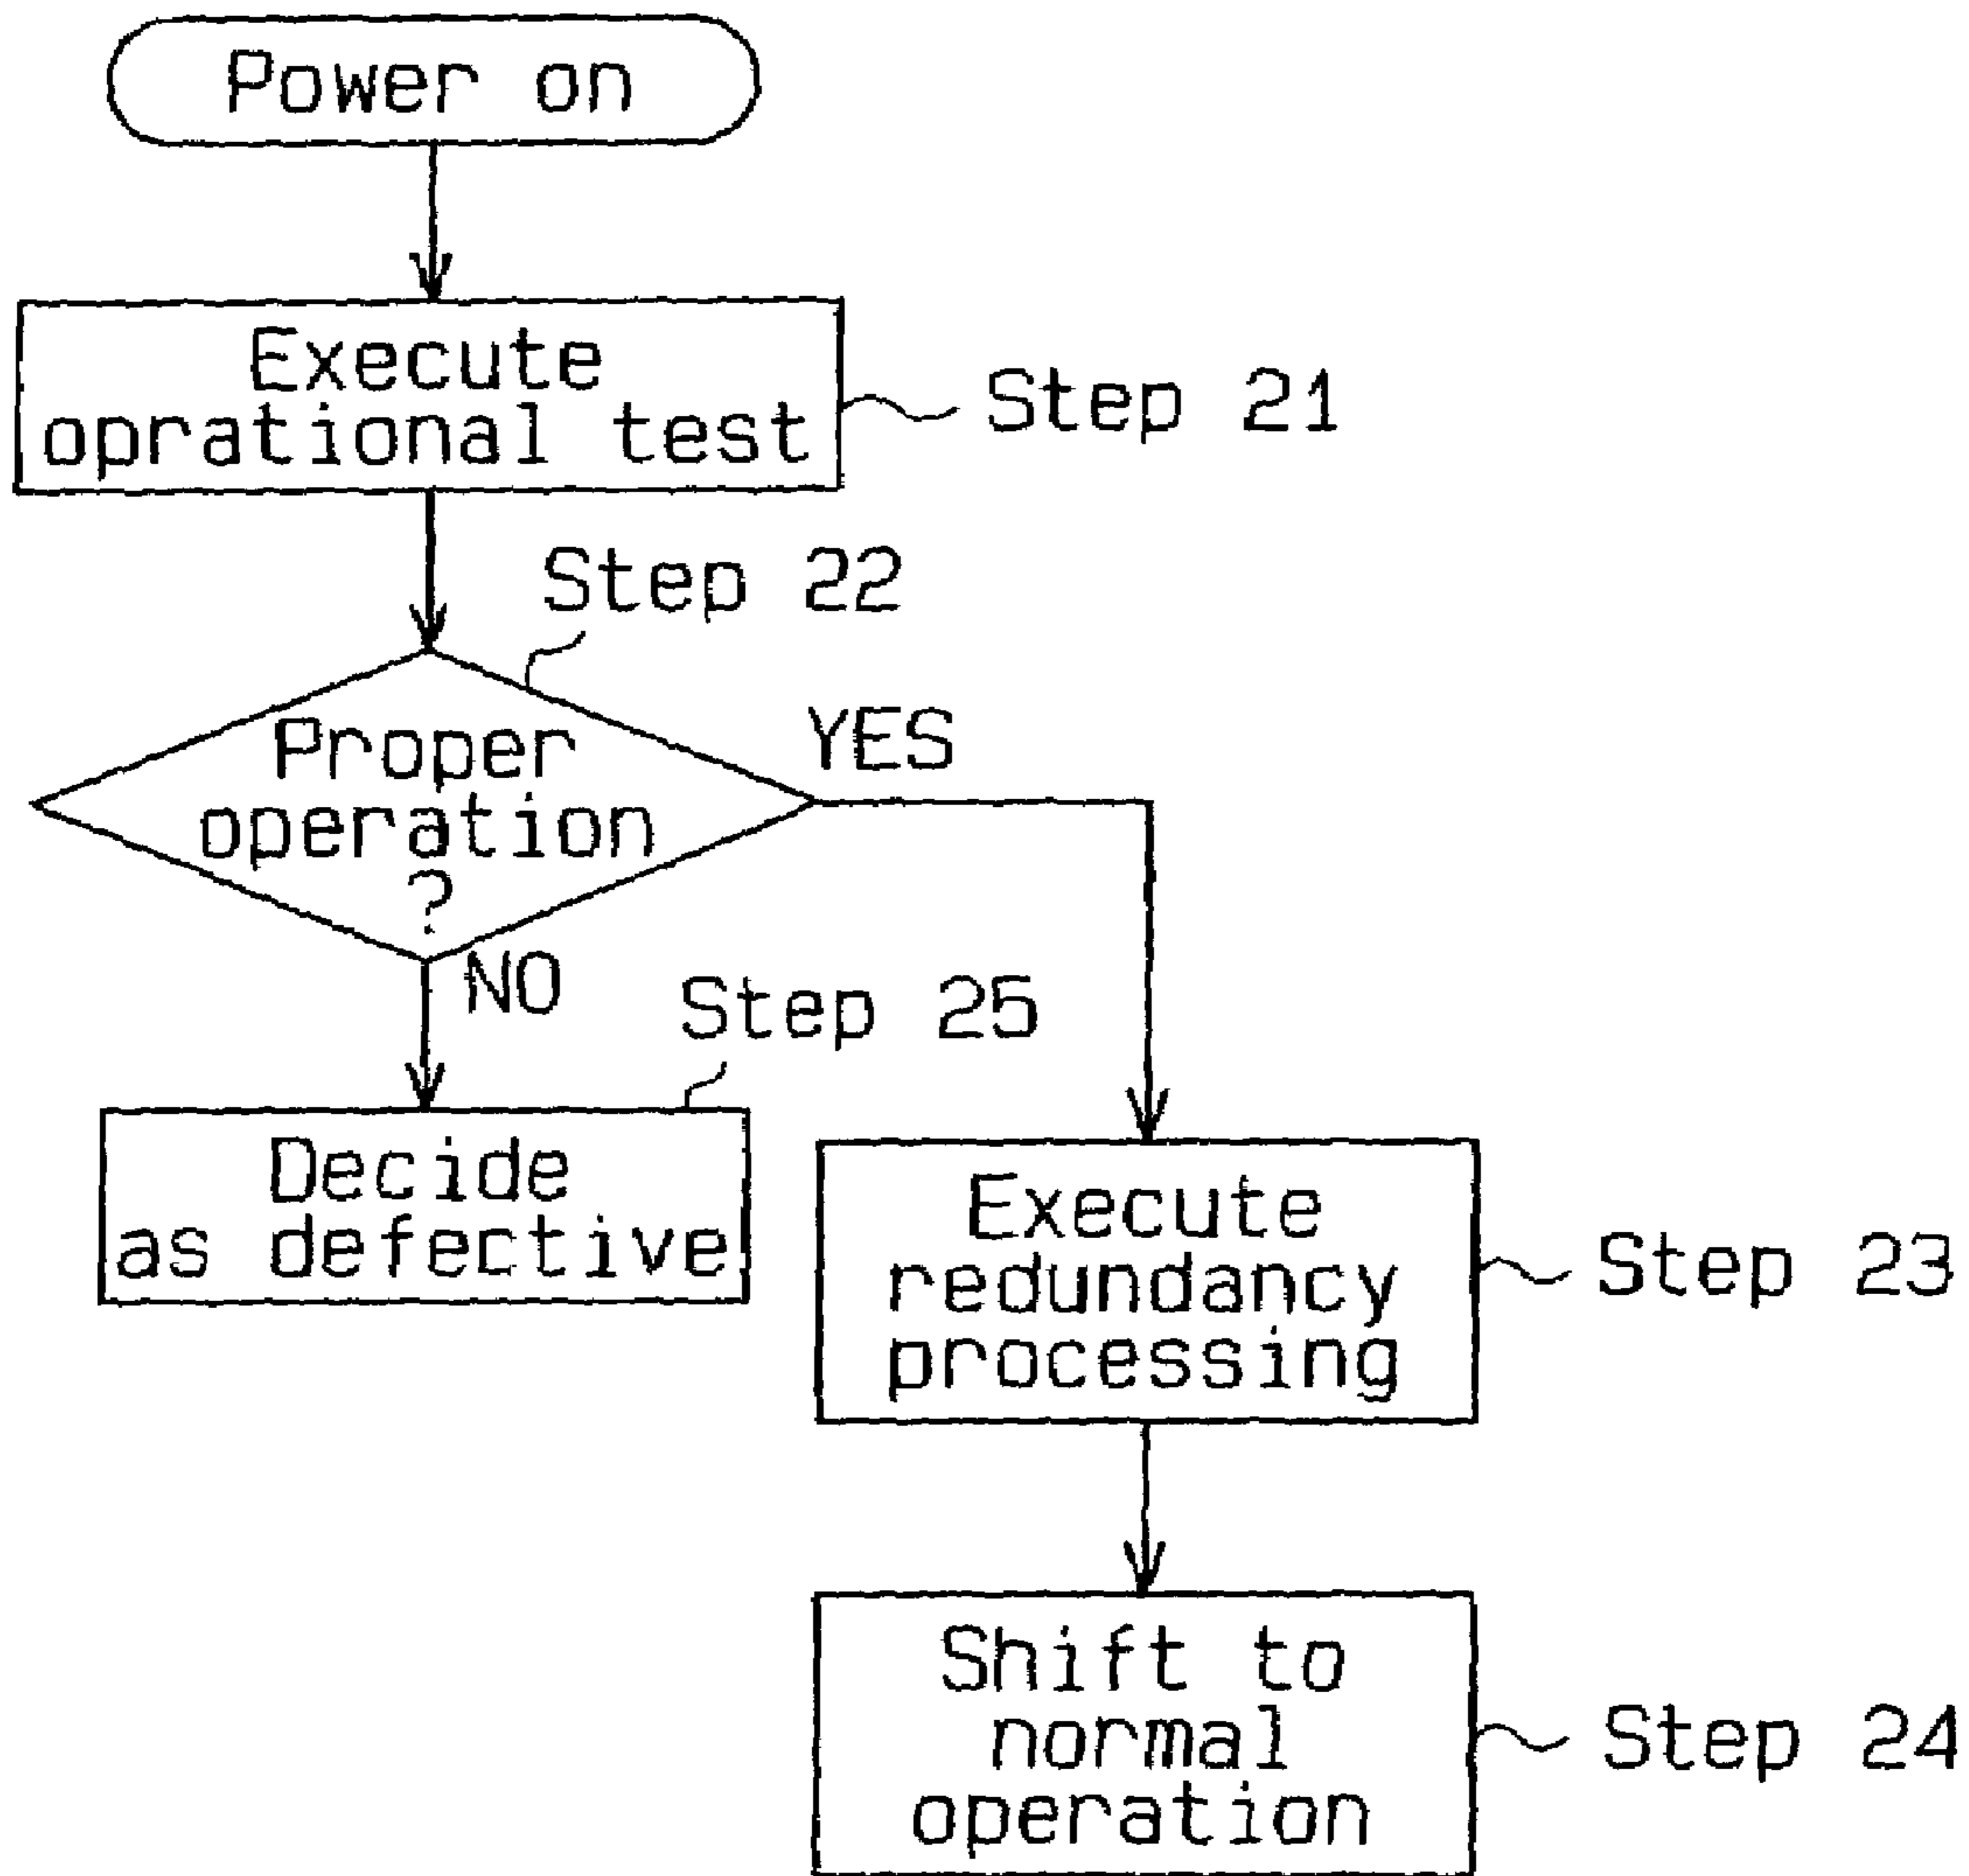 Power on
Execute
oprational test
Step 21
Step 22
Proper
operation
?
YES
NO
Step 25
Decide
as defective
Execute
redundancy
processing
Step 23
Shift to
normal
operation
Step 24